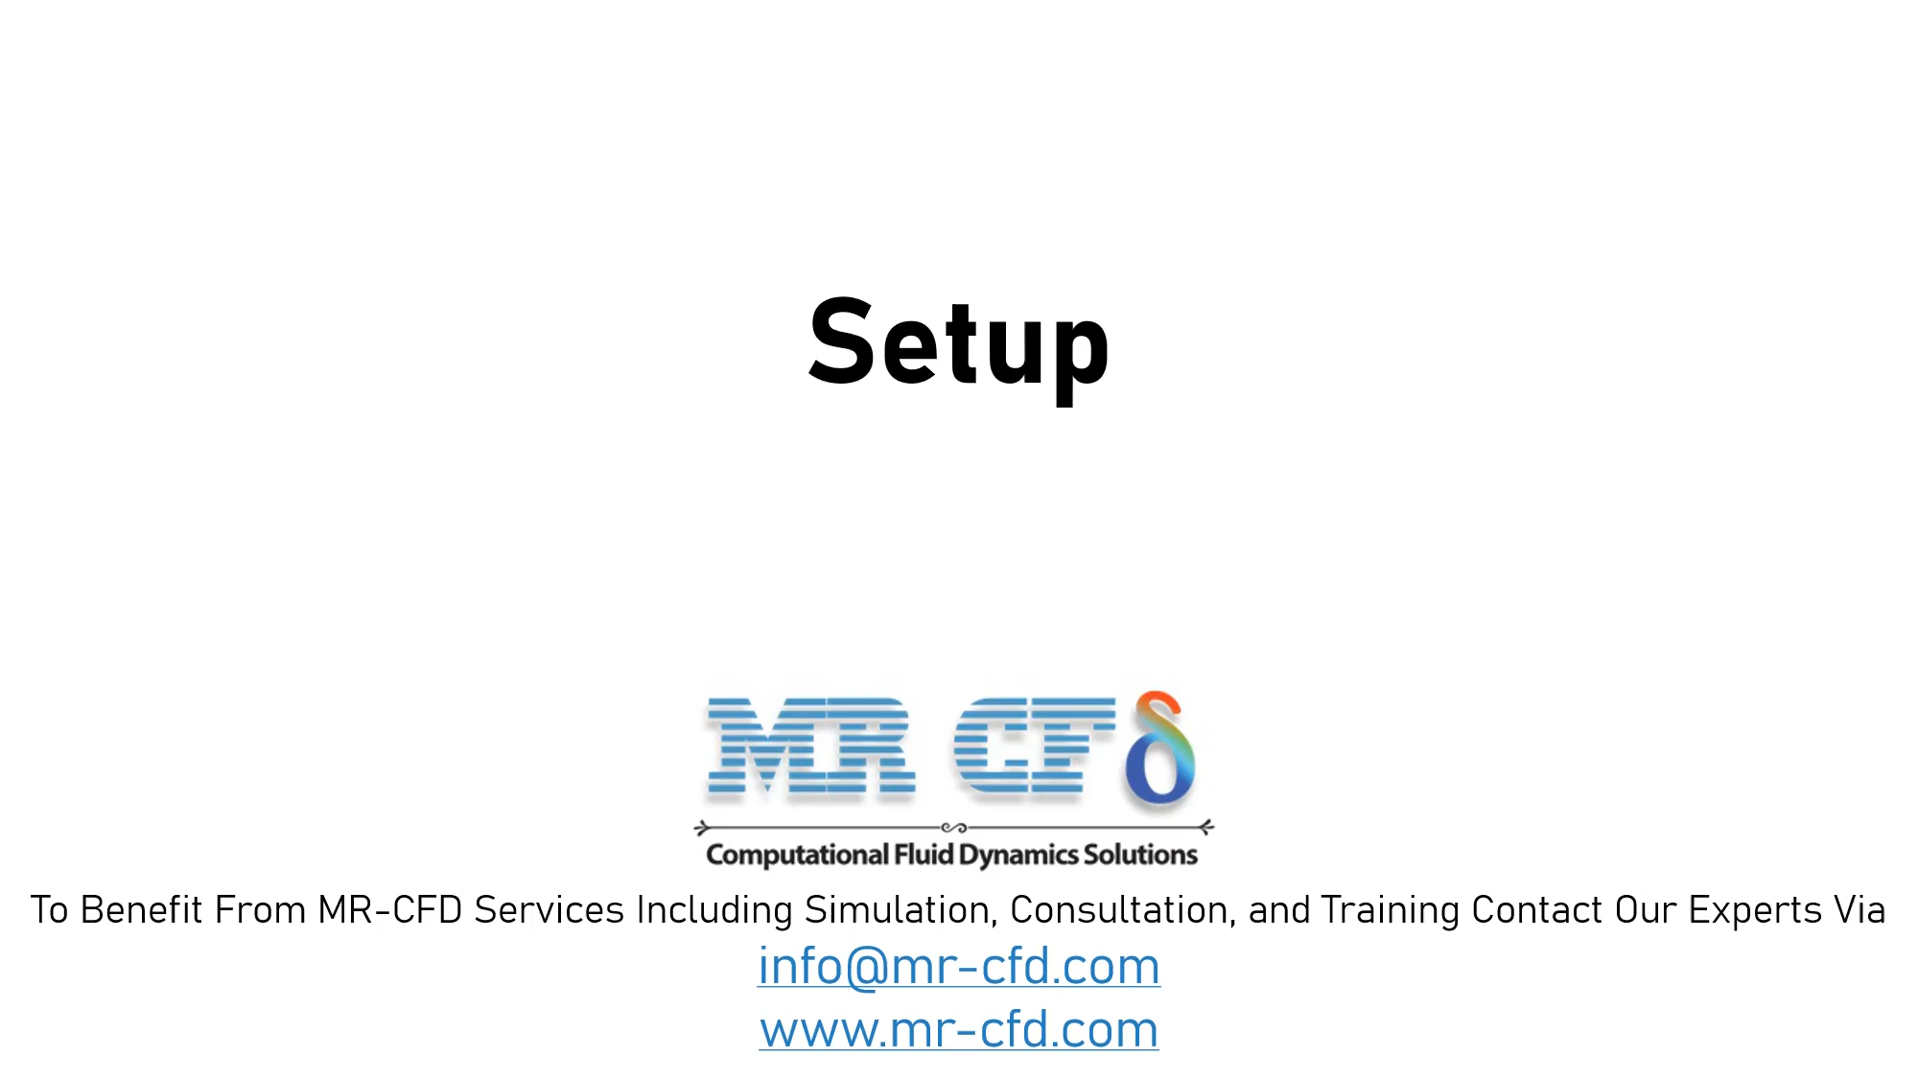 Setup
MR CFδ
Computational Fluid Dynamics Solutions
To Benefit From MR-CFD Services Including Simulation, Consultation, and Training Contact Our Experts Via
info@mr-cfd.com
www.mr-cfd.com